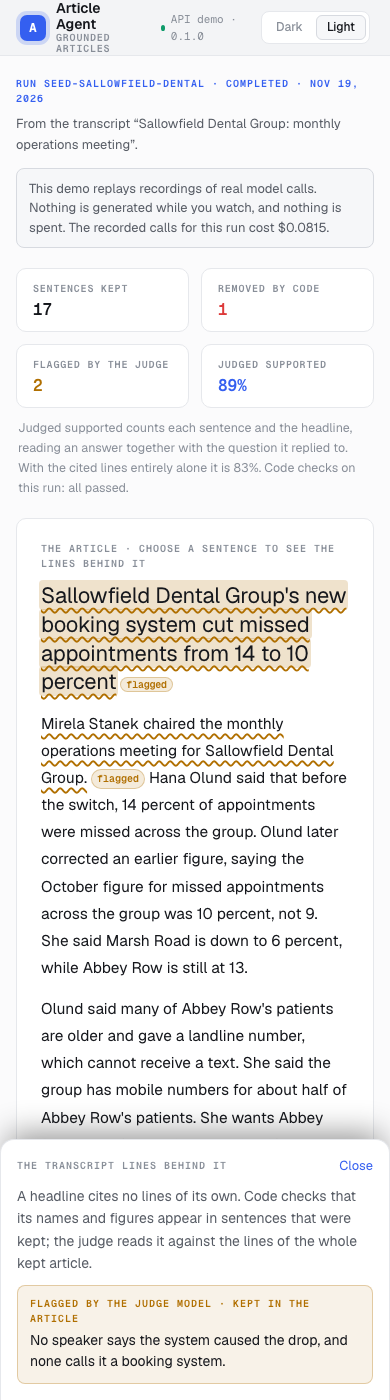 A
Article Agent
GROUNDED ARTICLES
API demo · 0.1.0
Dark
Light
RUN SEED-SALLOWFIELD-DENTAL · COMPLETED · NOV 19,
2026
From the transcript “Sallowfield Dental Group: monthly
operations meeting”.
This demo replays recordings of real model calls.
Nothing is generated while you watch, and nothing is
spent. The recorded calls for this run cost $0.0815.
SENTENCES KEPT
17
REMOVED BY CODE
1
FLAGGED BY THE JUDGE
2
JUDGED SUPPORTED
89%
Judged supported counts each sentence and the headline,
reading an answer together with the question it replied to.
With the cited lines entirely alone it is 83%. Code checks on
this run: all passed.
THE ARTICLE · CHOOSE A SENTENCE TO SEE THE
LINES BEHIND IT
Sallowfield Dental Group's new
booking system cut missed
appointments from 14 to 10
percent flagged
Mirela Stanek chaired the monthly
operations meeting for Sallowfield Dental
Group. flagged Hana Olund said that before
the switch, 14 percent of appointments
were missed across the group. Olund later
corrected an earlier figure, saying the
October figure for missed appointments
across the group was 10 percent, not 9.
She said Marsh Road is down to 6 percent,
while Abbey Row is still at 13.
Olund said many of Abbey Row's patients
are older and gave a landline number,
which cannot receive a text. She said the
group has mobile numbers for about half of
Abbey Row's patients. She wants Abbey
THE TRANSCRIPT LINES BEHIND IT
Close
A headline cites no lines of its own. Code checks that
its names and figures appear in sentences that were
kept; the judge reads it against the lines of the whole
kept article.
FLAGGED BY THE JUDGE MODEL · KEPT IN THE
ARTICLE
No speaker says the system caused the drop, and
none calls it a booking system.